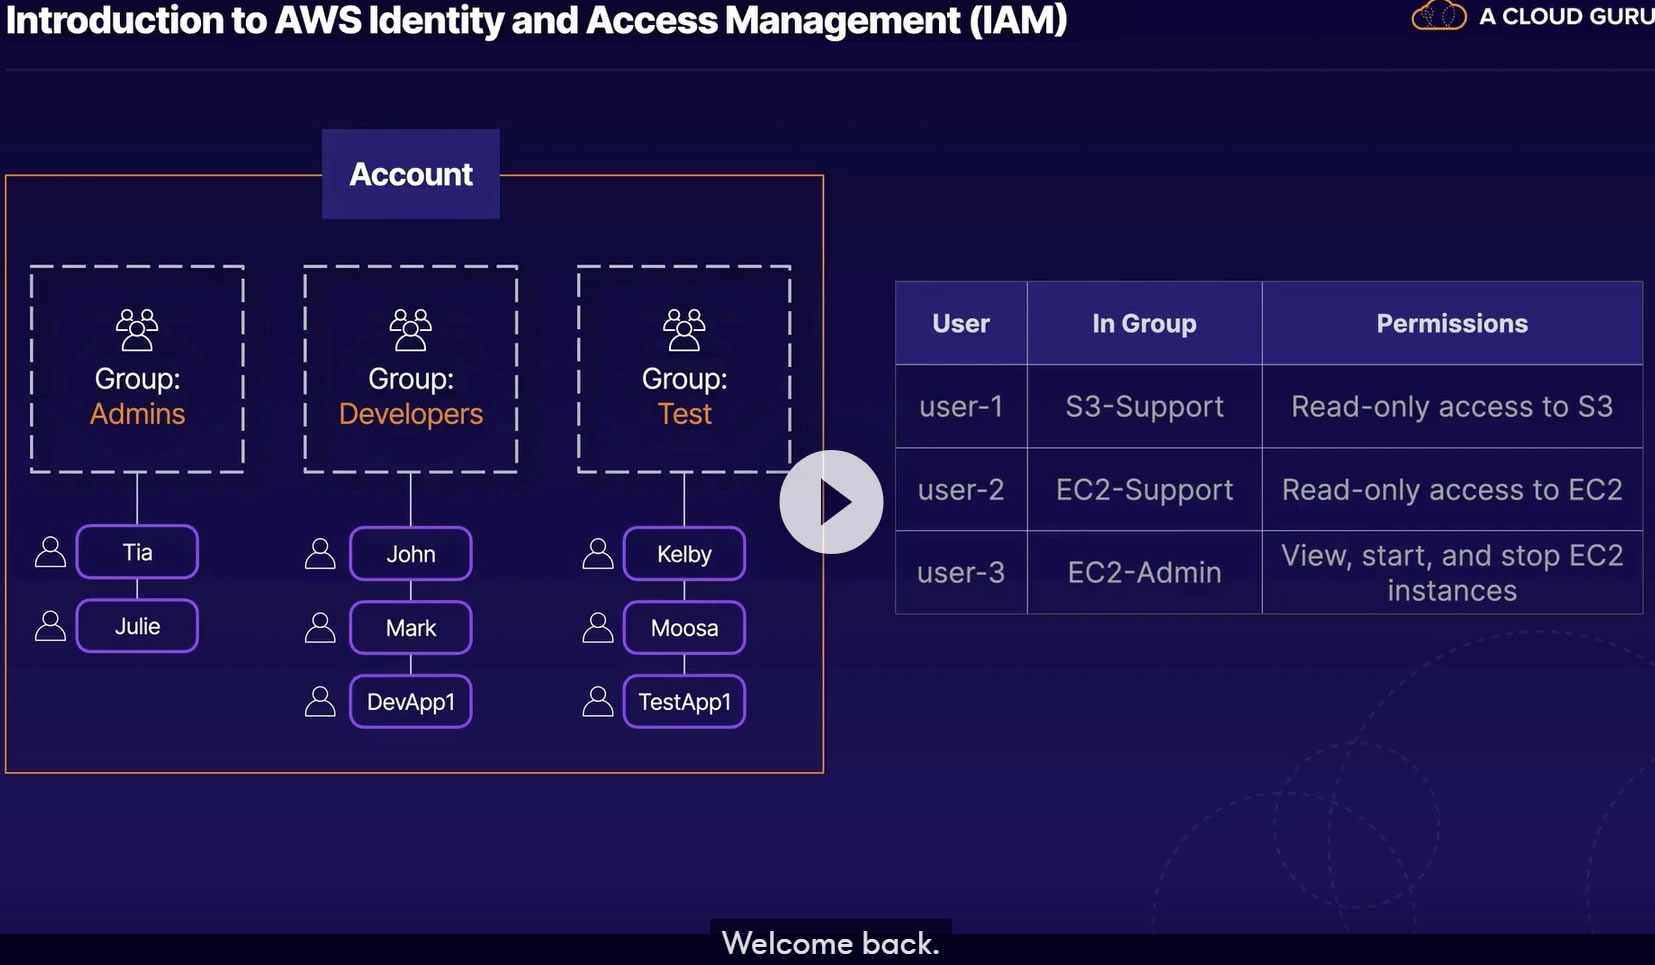 Introduction to AWS Identity and Access Management (IAM)
A CLOUD GURU
Account
Group:
Admins
Tia
Julie
Group:
Developers
John
Mark
DevApp1
Group:
Test
Kelby
Moosa
TestApp1
User In Group Permissions
user-1 S3-Support Read-only access to S3
user-2 EC2-Support Read-only access to EC2
user-3 EC2-Admin View, start, and stop EC2
instances
Welcome back.